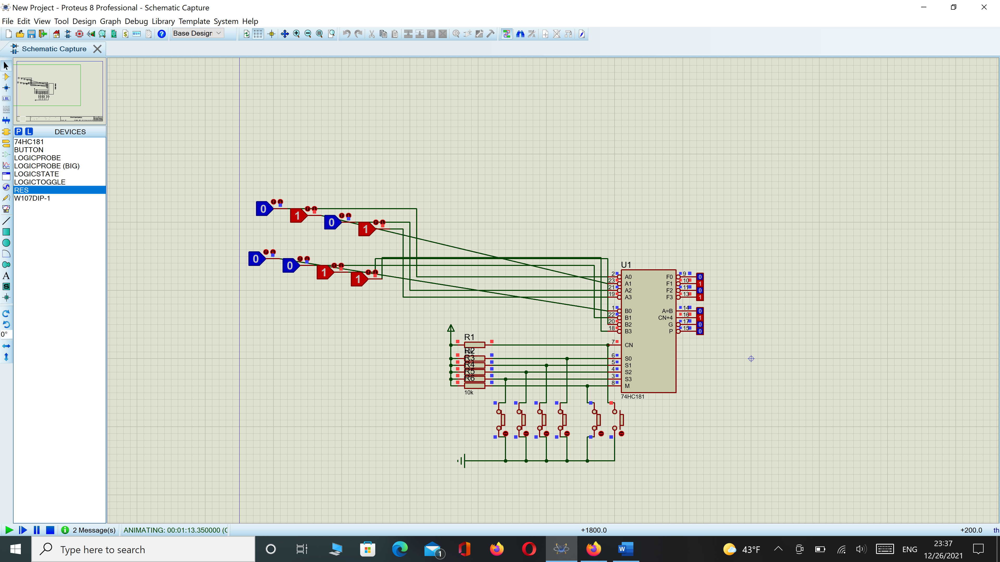 New Project - Proteus 8 Professional - Schematic Capture
File Edit View Tool Design Graph Debug Library Template System Help
Base Design
Schematic Capture
P L DEVICES
74HC181
BUTTON
LOGICPROBE
LOGICPROBE (BIG)
LOGICSTATE
LOGICTOGGLE
RES
W107DIP-1
LBL
A
S
0°
0
1
0
1
0
0
1
1
U1
2 A0 F0 9 0
23 A1 F1 10 1
21 A2 F2 11 0
19 A3 F3 13 1
1 B0 A=B 14 0
22 B1 CN+4 16 1
20 B2 G 17 0
18 B3 P 15 0
7 CN
6 S0
5 S1
4 S2
3 S3
8 M
74HC181
R1
R2
R3
R4
R5
R6
10k
2 Message(s) ANIMATING: 00:01:13.350000 (C +1800.0 +200.0 th
Type here to search
1
43°F ENG
23:37
12/26/2021